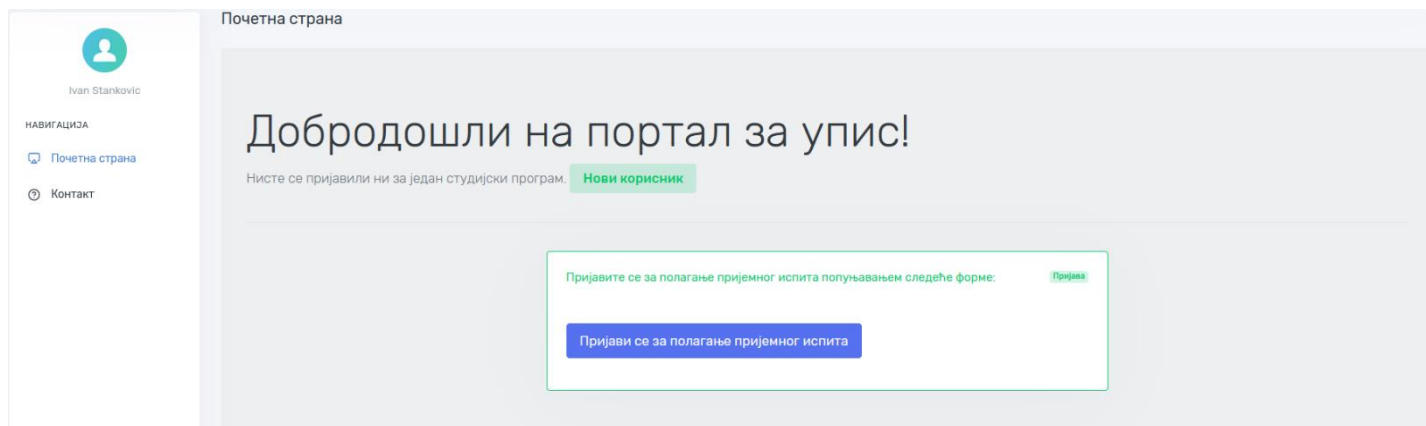 Почетна страна
Ivan Stankovic
НАВИГАЦИЈА
Почетна страна
Контакт
Добродошли на портал за упис!
Нисте се пријавили ни за један студијски програм. Нови корисник
Пријавите се за полагање пријемног испита попуњавањем следеће форме: Пријава
Пријави се за полагање пријемног испита